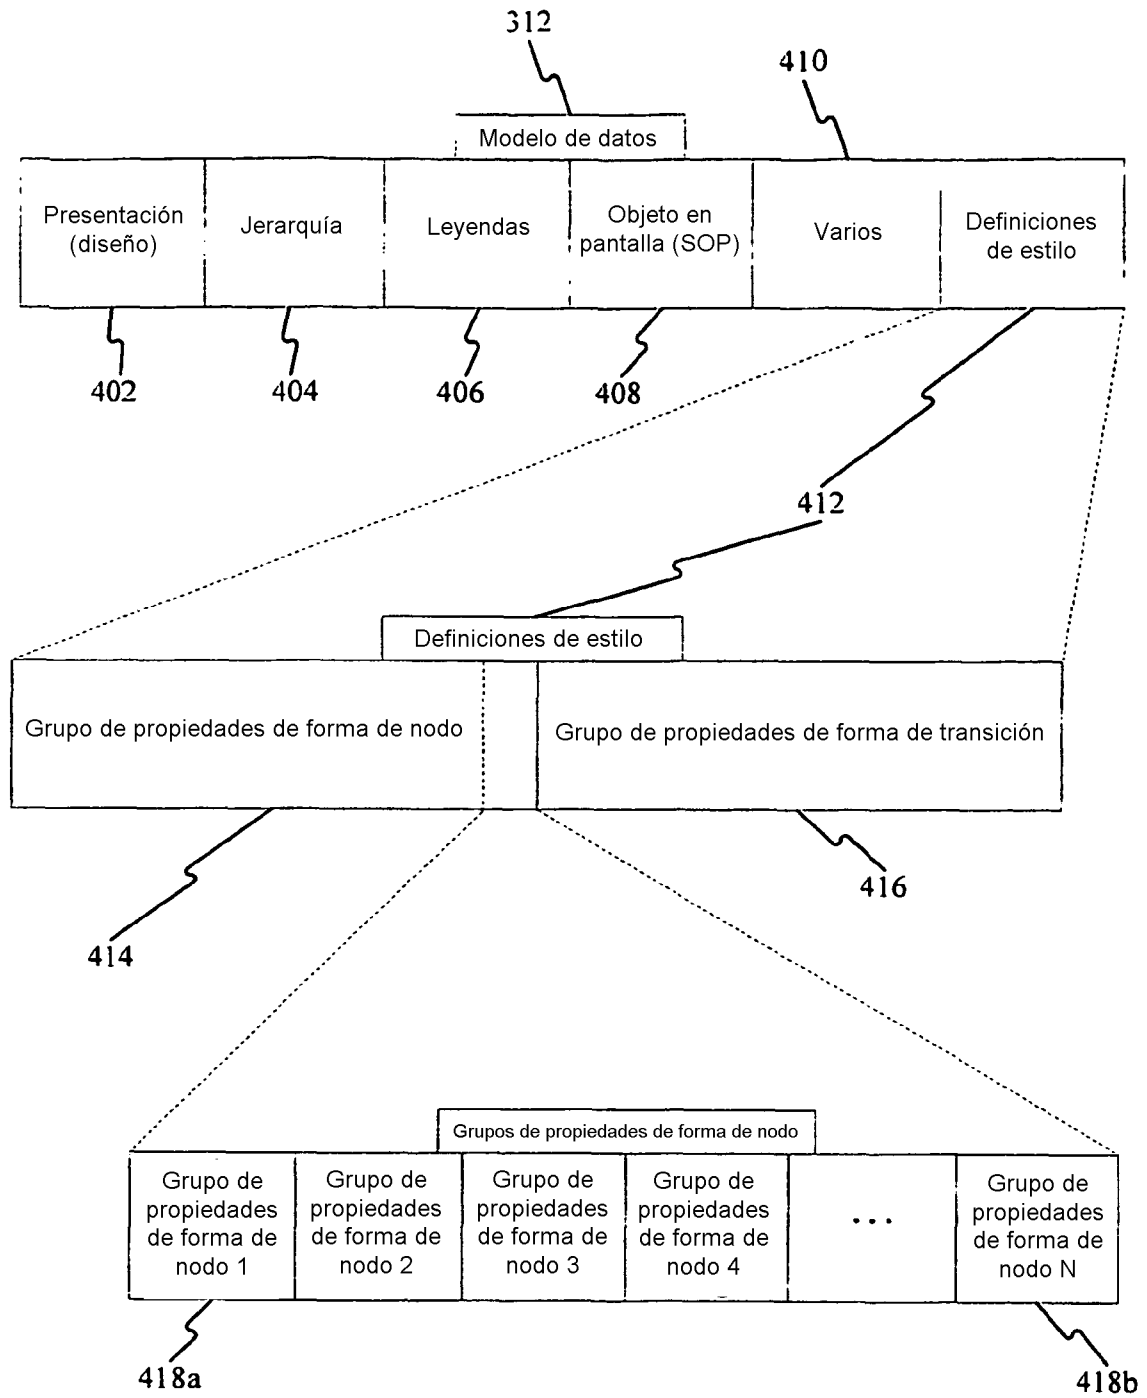 312
410
Modelo de datos
Presentación
(diseño)
Jerarquía
Leyendas
Objeto en
pantalla (SOP)
Varios
Definiciones
de estilo
402
404
406
408
412
Definiciones de estilo
Grupo de propiedades de forma de nodo
Grupo de propiedades de forma de transición
414
416
Grupos de propiedades de forma de nodo
Grupo de
propiedades
de forma de
nodo 1
Grupo de
propiedades
de forma de
nodo 2
Grupo de
propiedades
de forma de
nodo 3
Grupo de
propiedades
de forma de
nodo 4
...
Grupo de
propiedades
de forma de
nodo N
418a
418b